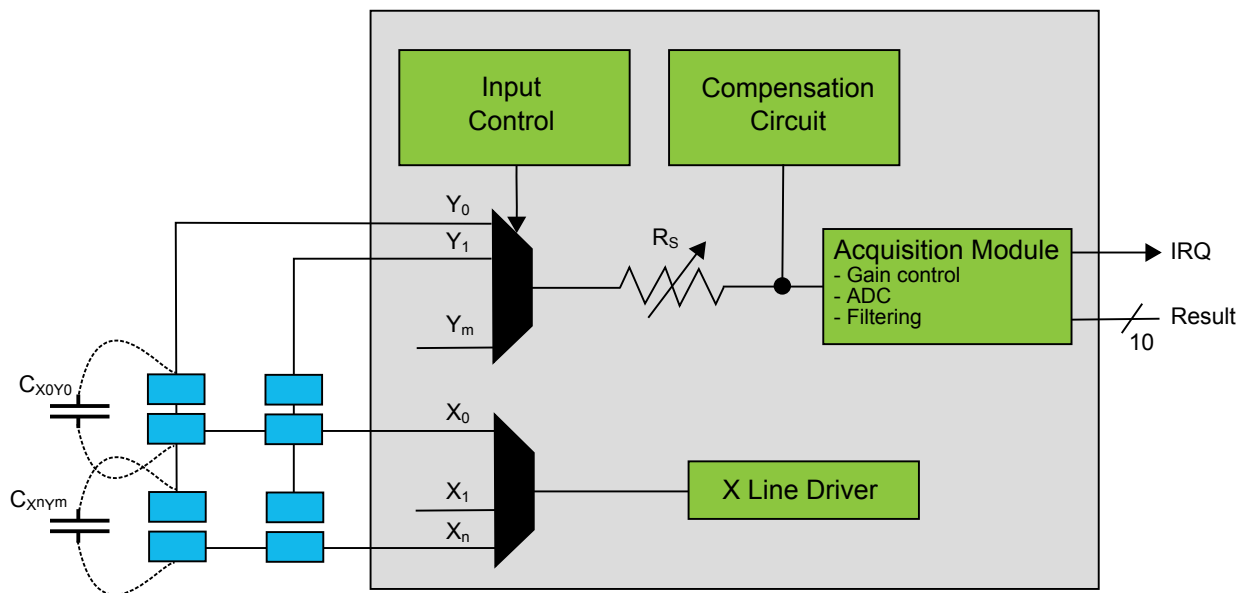 Input
Control
Compensation
Circuit
Y0
Y1
RS
Acquisition Module
- Gain control
- ADC
- Filtering
IRQ
Result
10
Ym
CX0Y0
X0
X Line Driver
CXnYm
X1
Xn